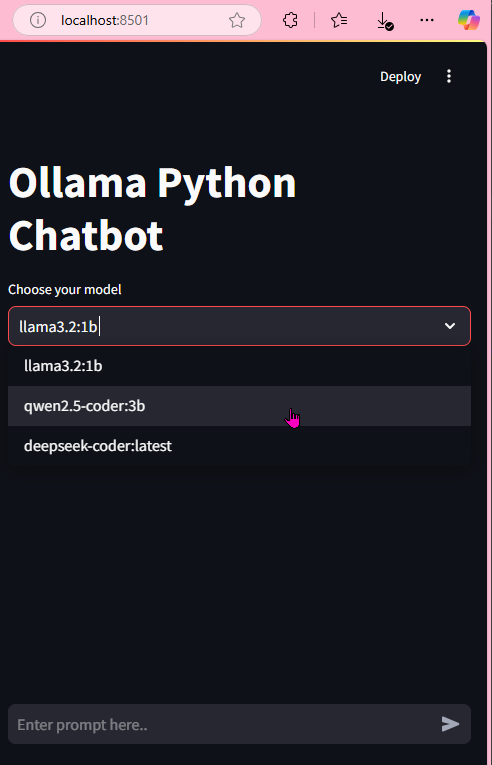 localhost:8501
Deploy
Ollama Python
Chatbot
Choose your model
llama3.2:1b
llama3.2:1b
qwen2.5-coder:3b
deepseek-coder:latest
Enter prompt here..